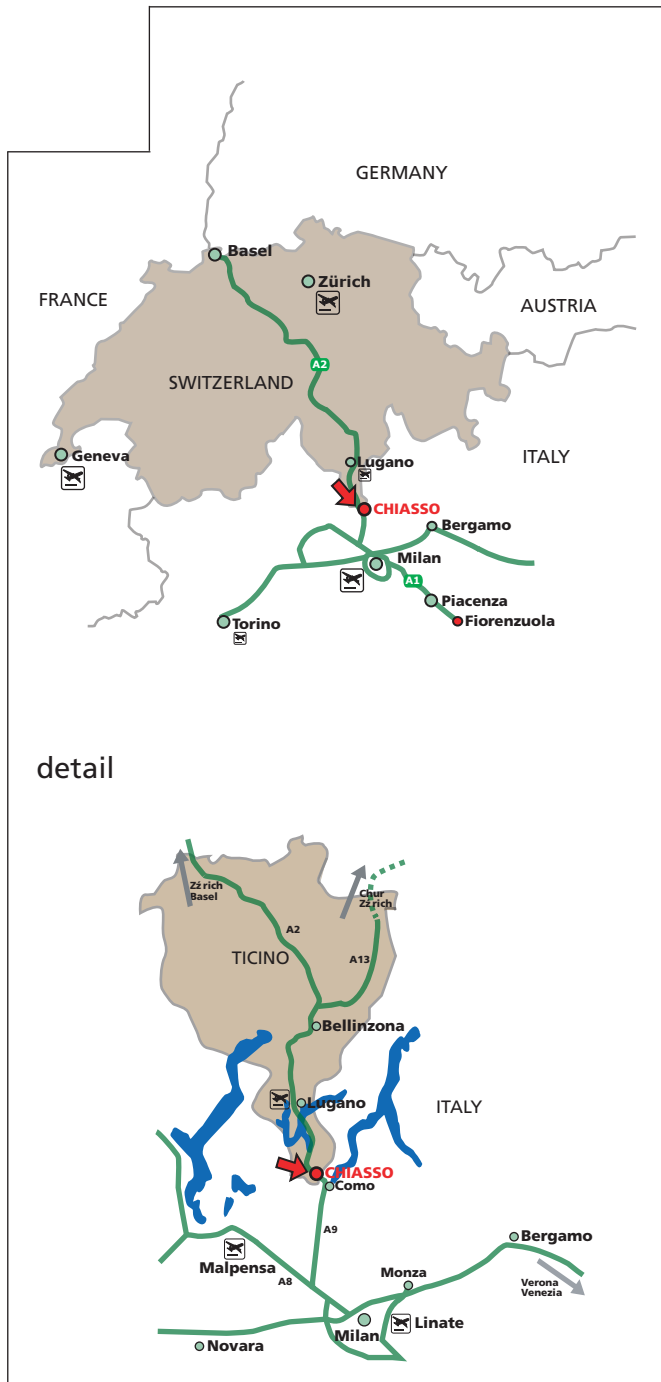 GERMANY
Basel
Zürich
FRANCE
AUSTRIA
A2
SWITZERLAND
Geneva
Lugano
ITALY
CHIASSO
Bergamo
Milan
A1
Piacenza
Torino
Fiorenzuola
detail
Zźrich
Basel
Chur
Zźrich
A2
TICINO
A13
Bellinzona
Lugano
ITALY
CHIASSO
Como
A9
Bergamo
Malpensa
A8
Monza
Verona
Venezia
Milan
Linate
Novara